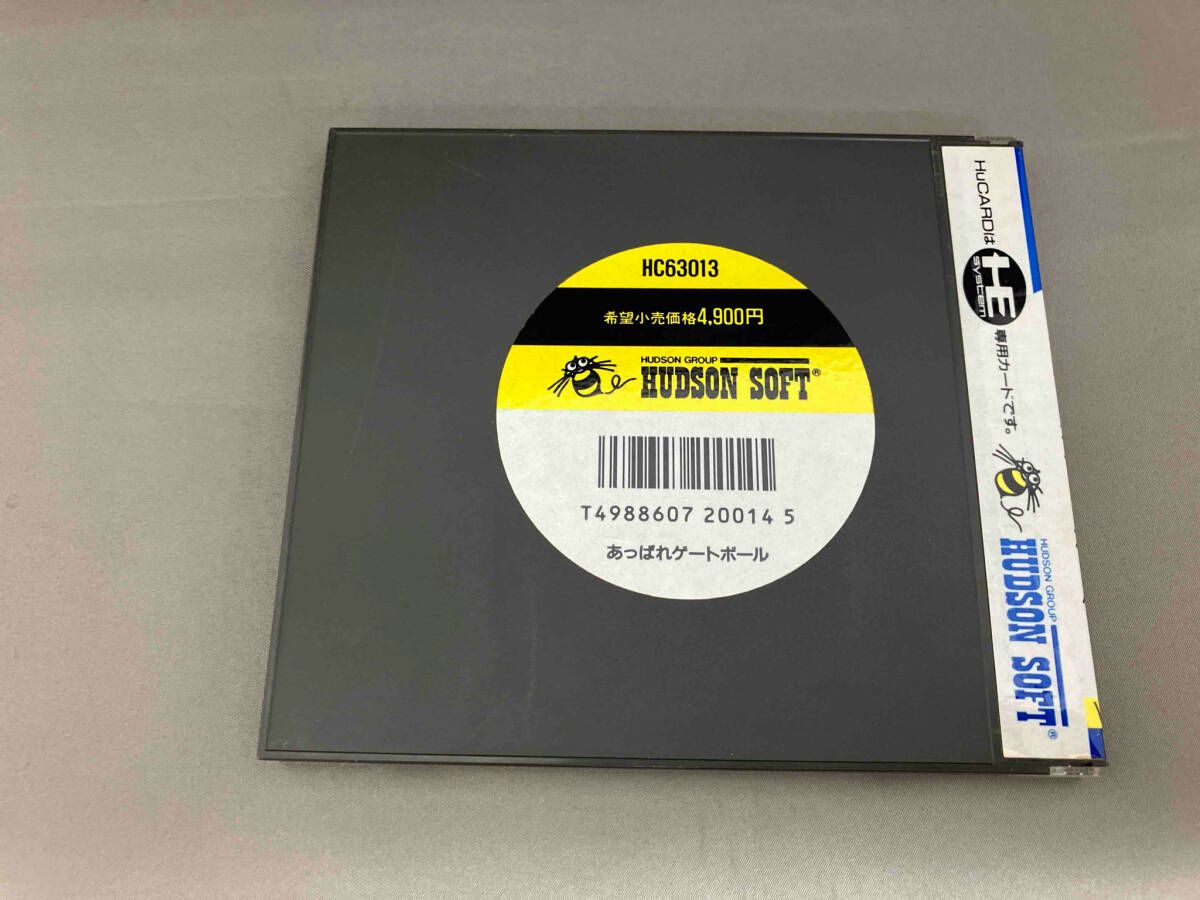 HC63013
希望小売価格4,900円
HUDSON GROUP
HUDSON SOFT®
T4988607 20014 5
あっぱれゲートボール
HuCARDは HE system 専用カードです。
HUDSON GROUP
HUDSON SOFT®